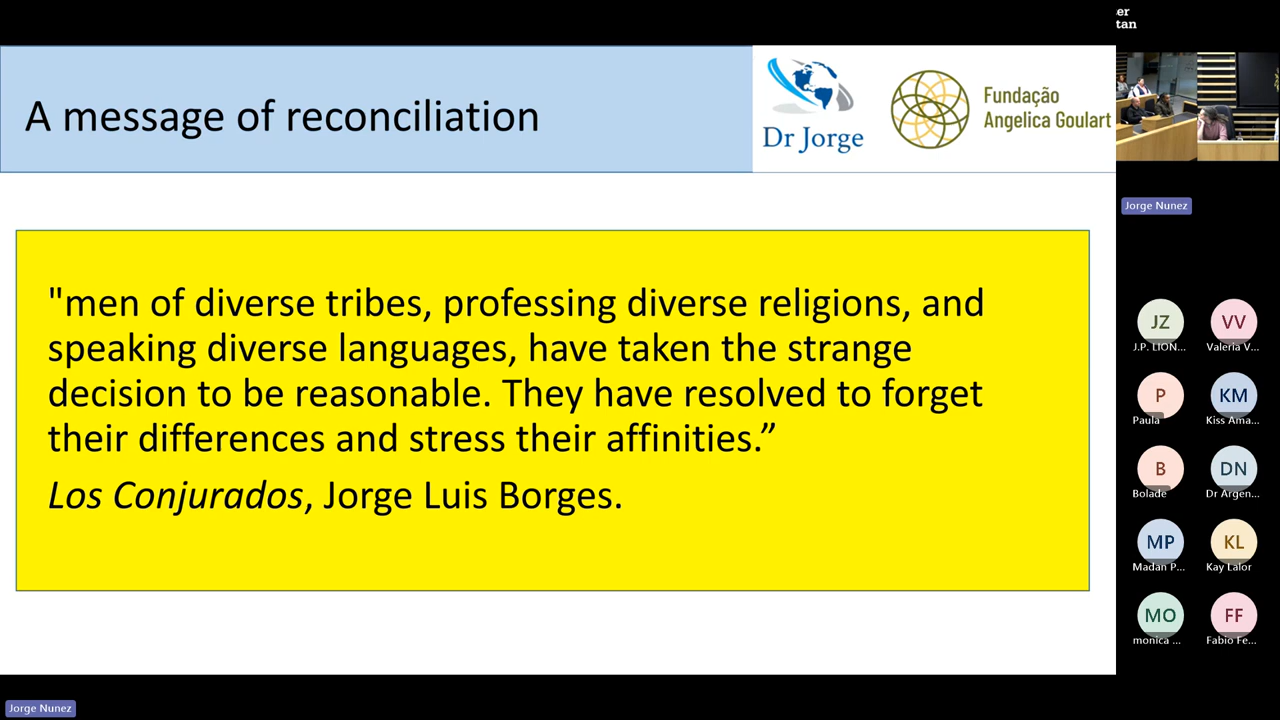 er
tan
A message of reconciliation
Dr Jorge
Fundação
Angelica Goulart
"men of diverse tribes, professing diverse religions, and
speaking diverse languages, have taken the strange
decision to be reasonable. They have resolved to forget
their differences and stress their affinities.”
Los Conjurados, Jorge Luis Borges.
Jorge Nunez
JZ
J.P. LION...
VV
Valeria V...
P
Paula
KM
Kiss Ama...
B
Bolade
DN
Dr Argen...
MP
Madan P...
KL
Kay Lalor
MO
monica ...
FF
Fabio Fe...
Jorge Nunez